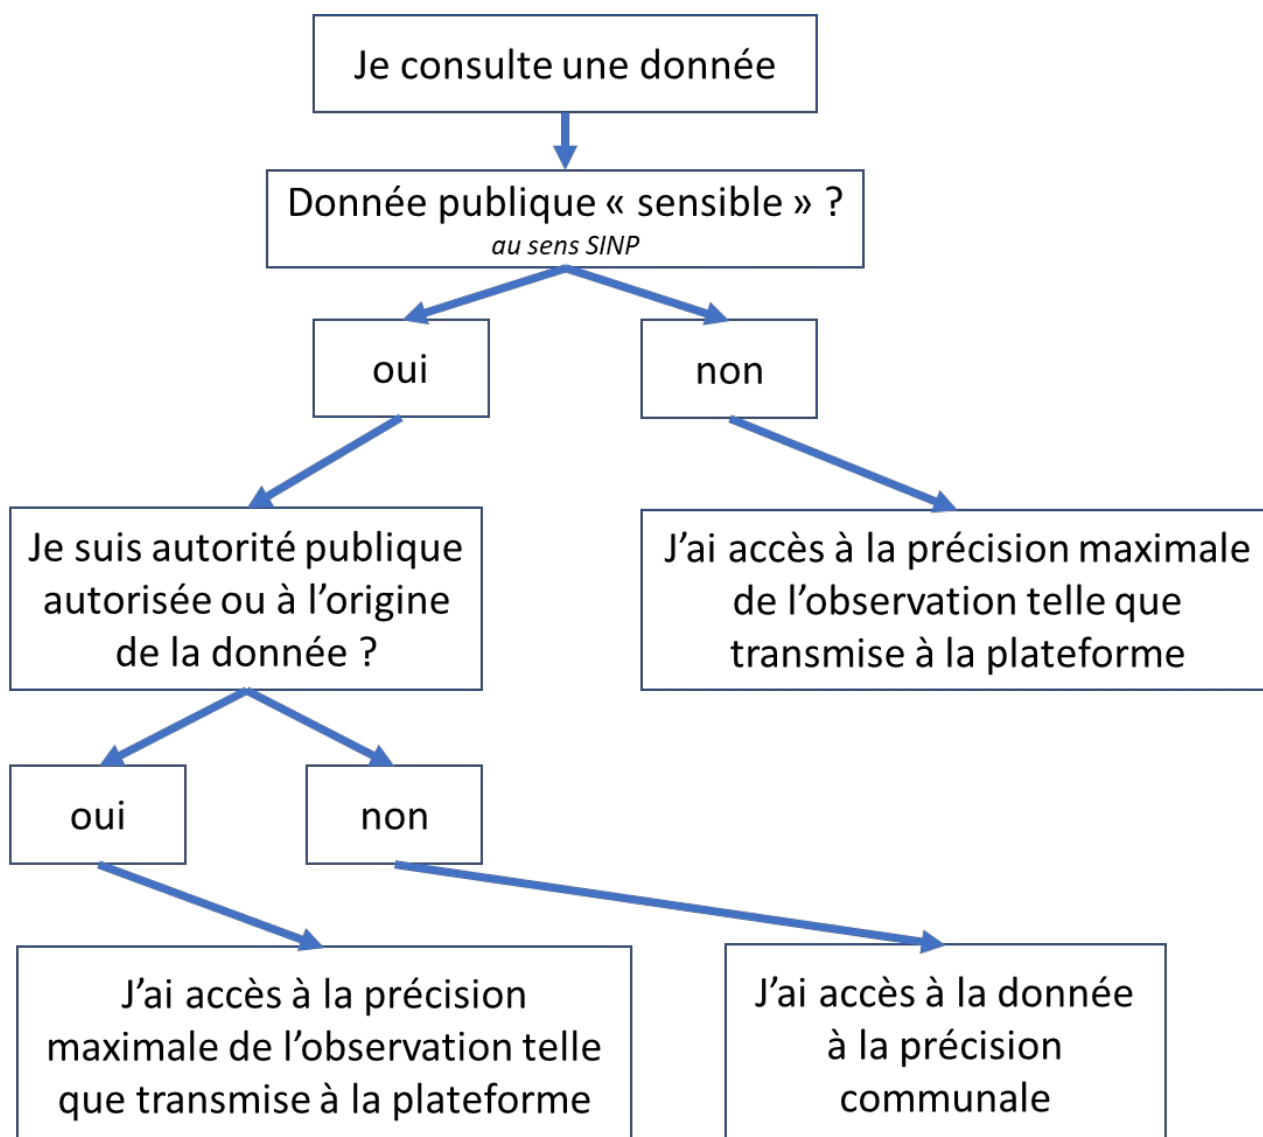 Je consulte une donnée
Donnée publique « sensible » ?
au sens SINP
oui
non
Je suis autorité publique
autorisée ou à l’origine
de la donnée ?
J’ai accès à la précision maximale
de l’observation telle que
transmise à la plateforme
oui
non
J’ai accès à la précision
maximale de l’observation telle
que transmise à la plateforme
J’ai accès à la donnée
à la précision
communale